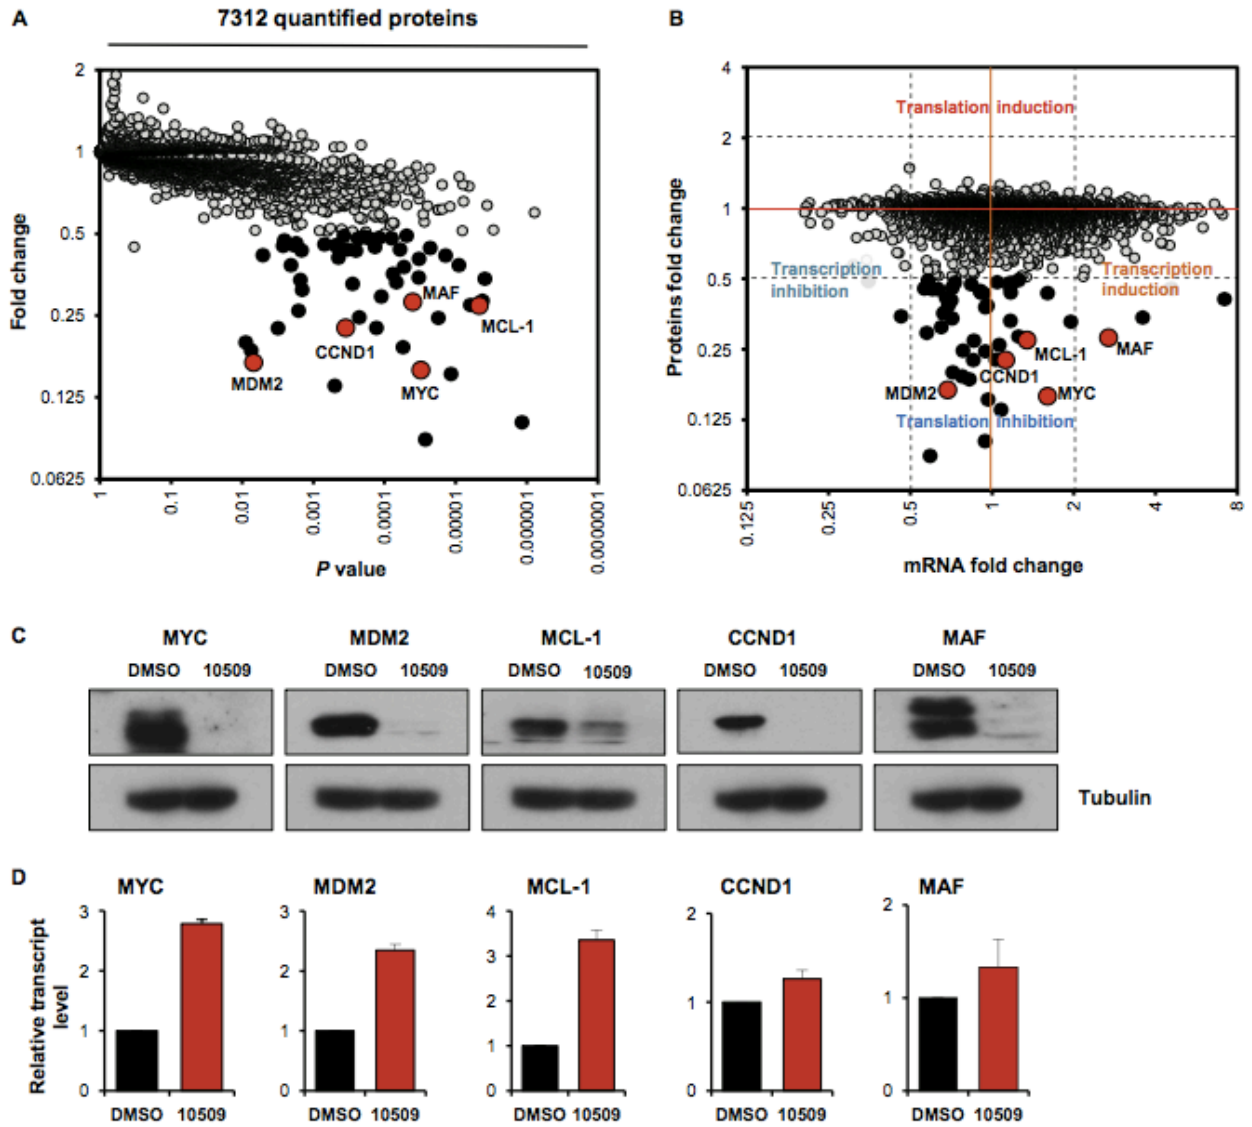 A
7312 quantified proteins
2
1
0.5
0.25
0.125
0.0625
Fold change
MAF
MCL-1
CCND1
MDM2
MYC
1
0.1
0.01
0.001
0.0001
0.00001
0.000001
0.0000001
P value
B
4
2
1
0.5
0.25
0.125
0.0625
Proteins fold change
Translation induction
Transcription
inhibition
Transcription
induction
MCL-1
MAF
CCND1
MDM2
MYC
Translation inhibition
0.125
0.25
0.5
1
2
4
8
mRNA fold change
C
MYC MDM2 MCL-1 CCND1 MAF
DMSO 10509 DMSO 10509 DMSO 10509 DMSO 10509 DMSO 10509
Tubulin
D
Relative transcript
level
MYC
3
2
1
0
DMSO 10509
MDM2
3
2
1
0
DMSO 10509
MCL-1
4
3
2
1
0
DMSO 10509
CCND1
2
1
0
DMSO 10509
MAF
2
1
0
DMSO 10509